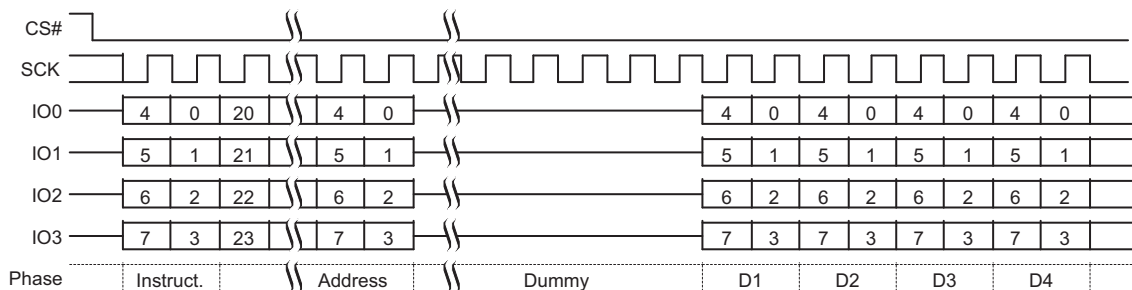 CS#
SCK
IO0 4 0 20 4 0 4 0 4 0 4 0 4 0
IO1 5 1 21 5 1 5 1 5 1 5 1 5 1
IO2 6 2 22 6 2 6 2 6 2 6 2 6 2
IO3 7 3 23 7 3 7 3 7 3 7 3 7 3
Phase Instruct. Address Dummy D1 D2 D3 D4